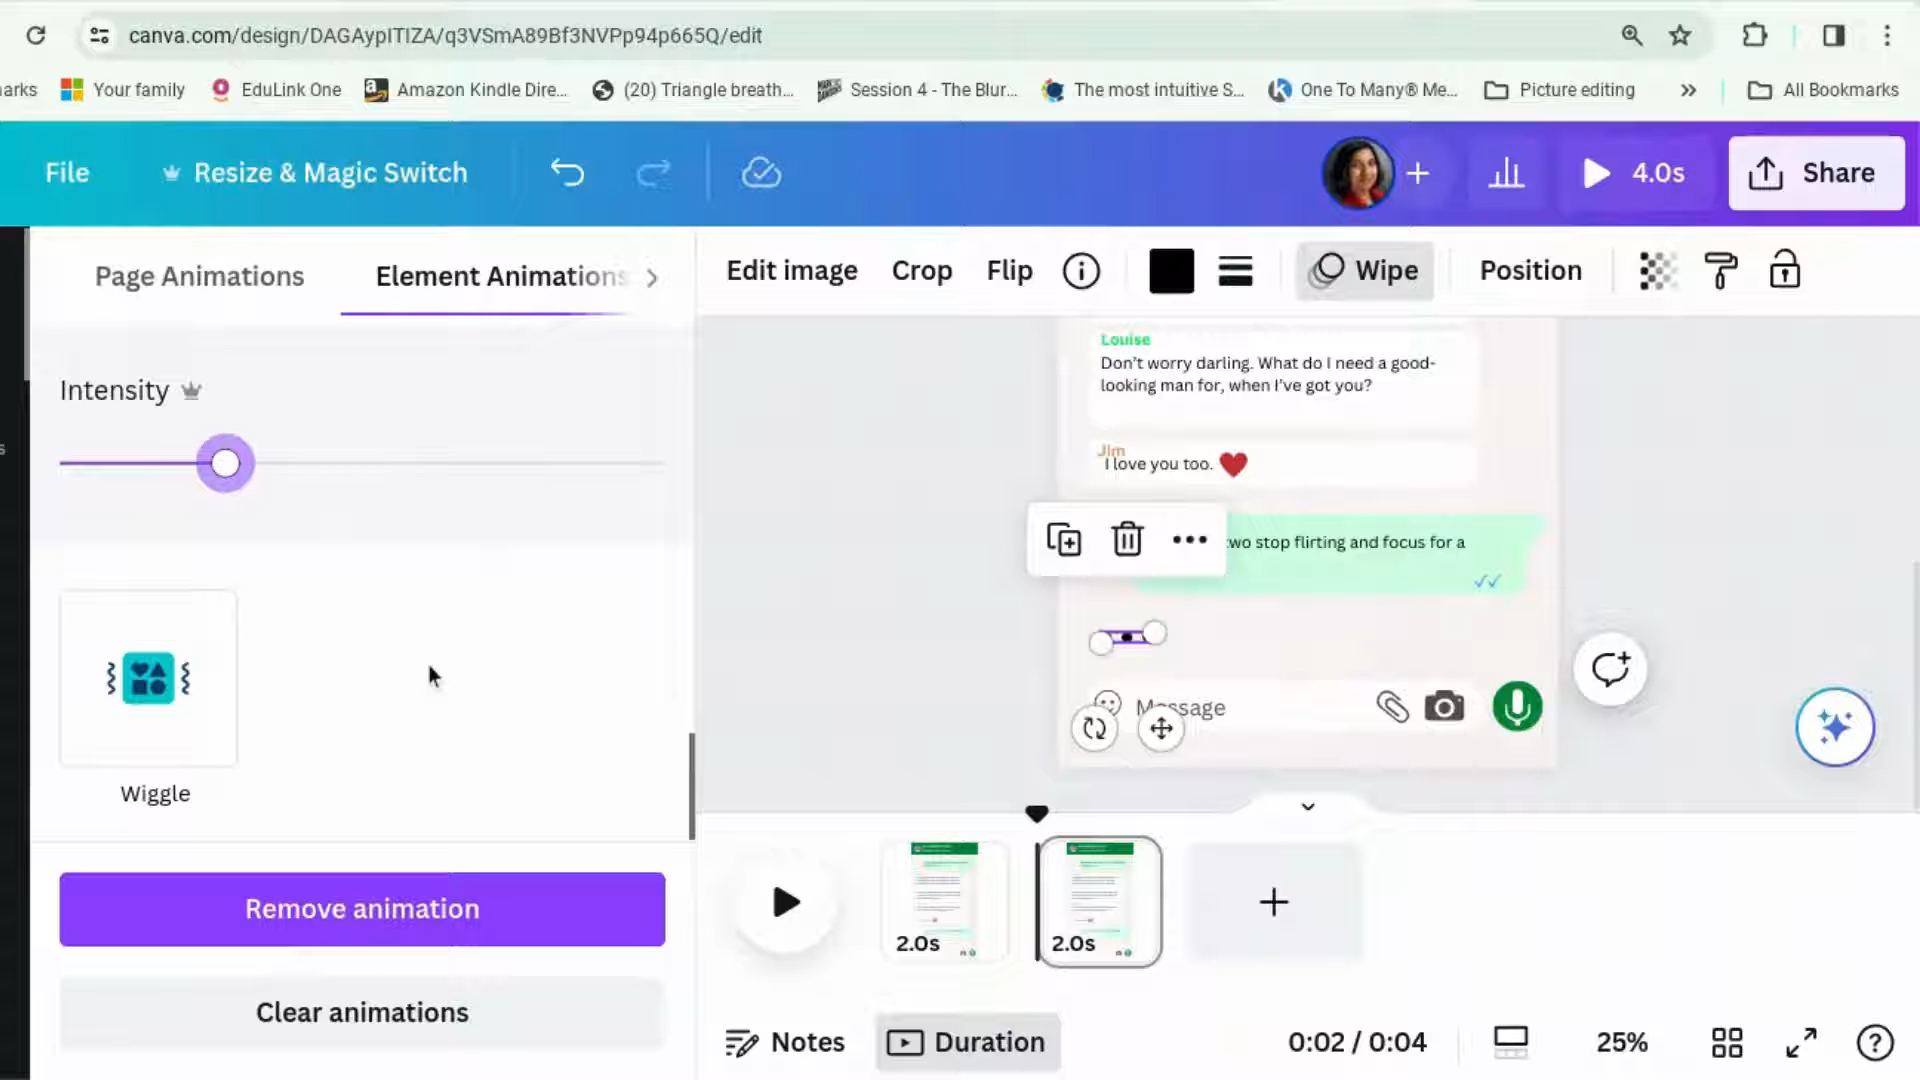 canva.com/design/DAGAypITIZA/q3VSmA89Bf3NVPp94p665Q/edit
arks Your family EduLink One Amazon Kindle Dire... (20) Triangle breath... Session 4 - The Blur... The most intuitive S... One To Many® Me... Picture editing » All Bookmarks
File Resize & Magic Switch 4.0s Share
Page Animations Element Animations
Edit image Crop Flip Wipe Position
Intensity
Louise
Don't worry darling. What do I need a good-
looking man for, when I've got you?
Jim
I love you too.
two stop flirting and focus for a
Message
Wiggle
Remove animation
Clear animations
2.0s 2.0s
Notes Duration 0:02 / 0:04 25%